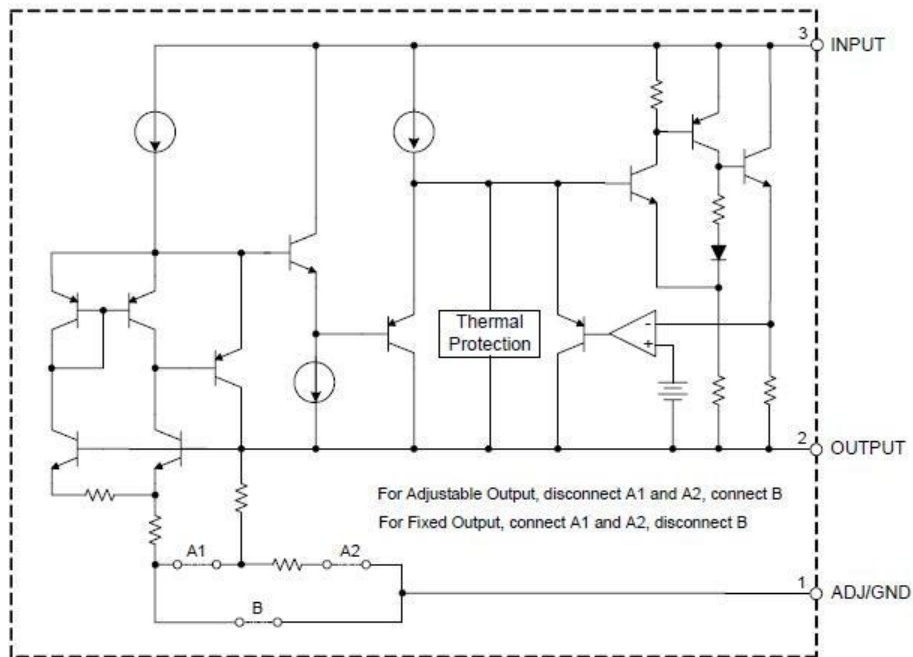 3 INPUT
Thermal
Protection
-
+
2 OUTPUT
For Adjustable Output, disconnect A1 and A2, connect B
For Fixed Output, connect A1 and A2, disconnect B
A1 A2
1 ADJ/GND
B